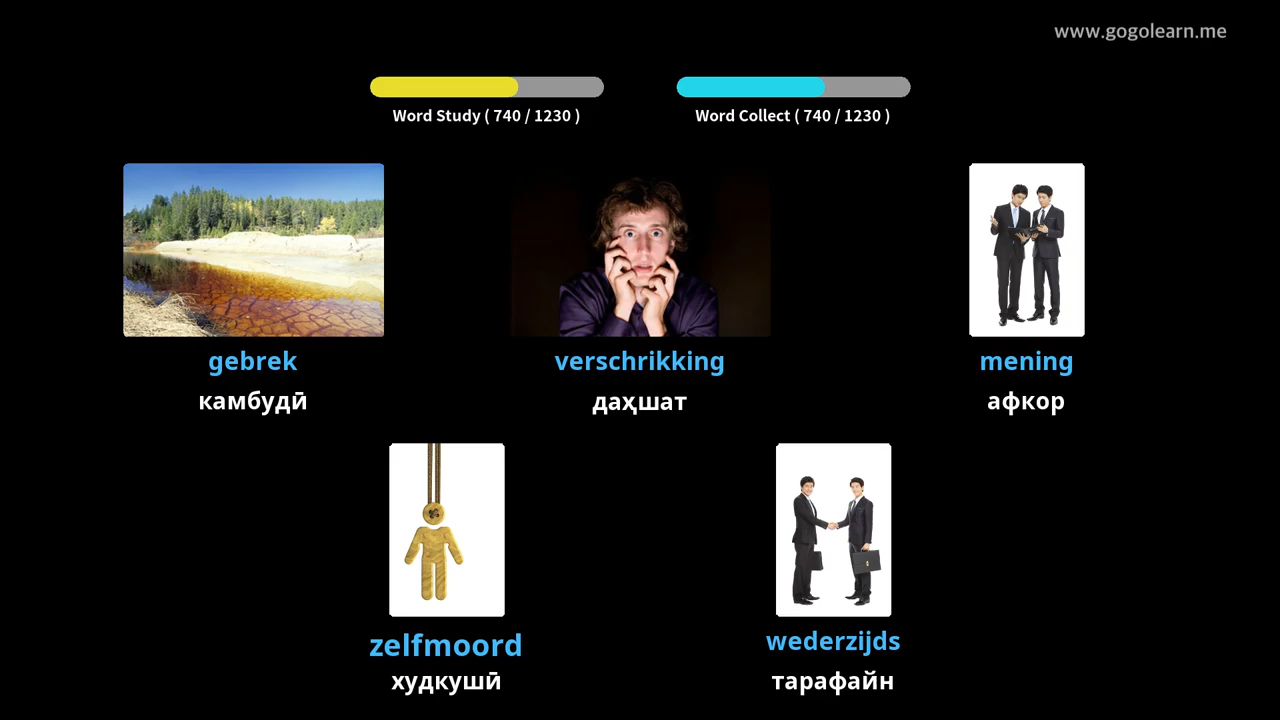 www.gogolearn.me
Word Study ( 740 / 1230 )
Word Collect ( 740 / 1230 )
gebrek
verschrikking
mening
камбудӣ
даҳшат
афкор
zelfmoord
wederzijds
худкушӣ
тарафайн